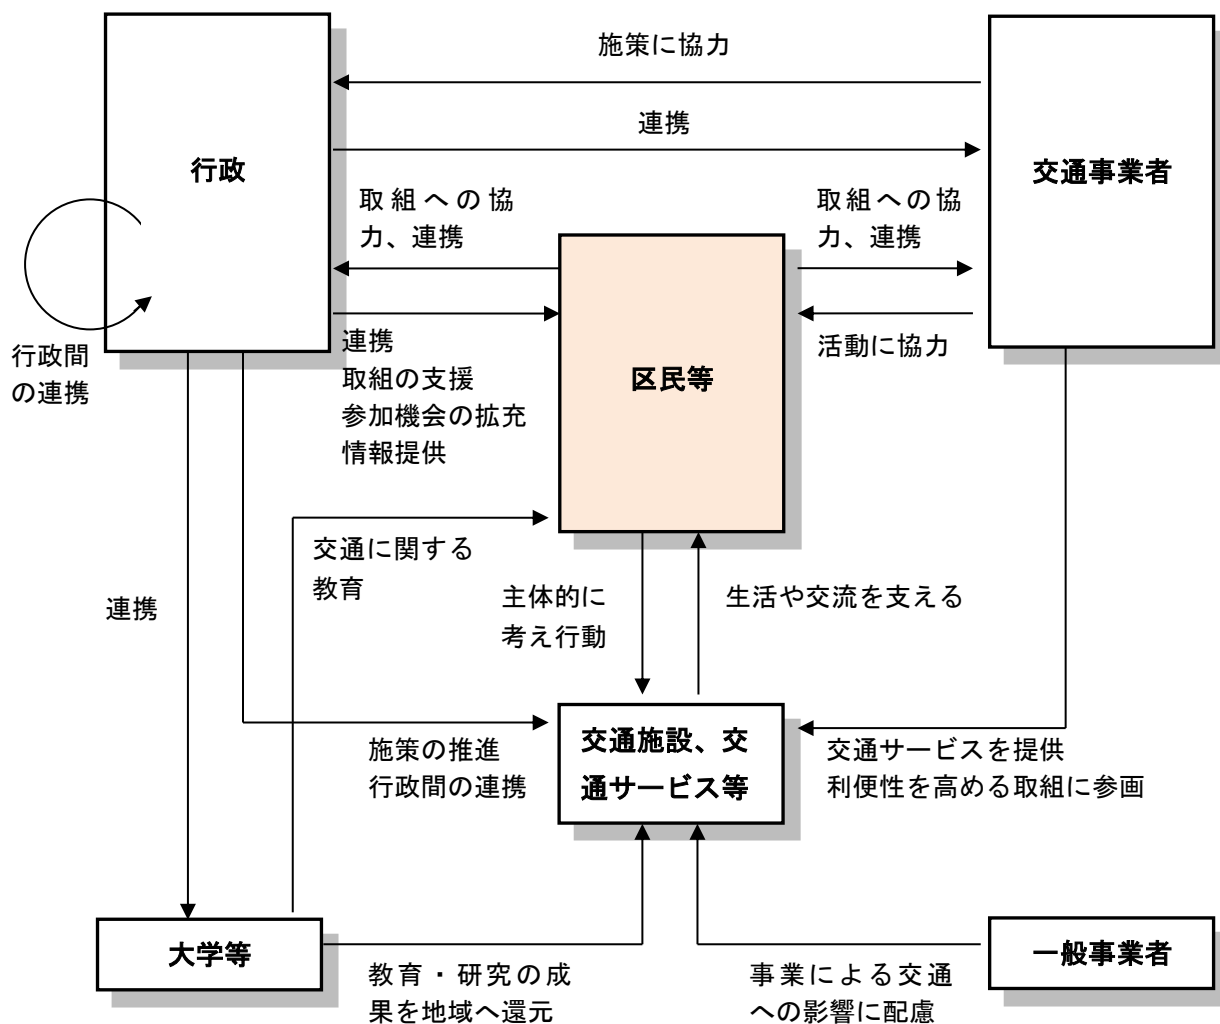 施策に協力
連携
行政
交通事業者
取組への協
力、連携
取組への協
力、連携
行政間
の連携
連携
取組の支援
参加機会の拡充
情報提供
区民等
活動に協力
交通に関する
教育
連携
主体的に
考え行動
生活や交流を支える
施策の推進
行政間の連携
交通施設、交
通サービス等
交通サービスを提供
利便性を高める取組に参画
大学等
一般事業者
教育・研究の成
果を地域へ還元
事業による交通
への影響に配慮